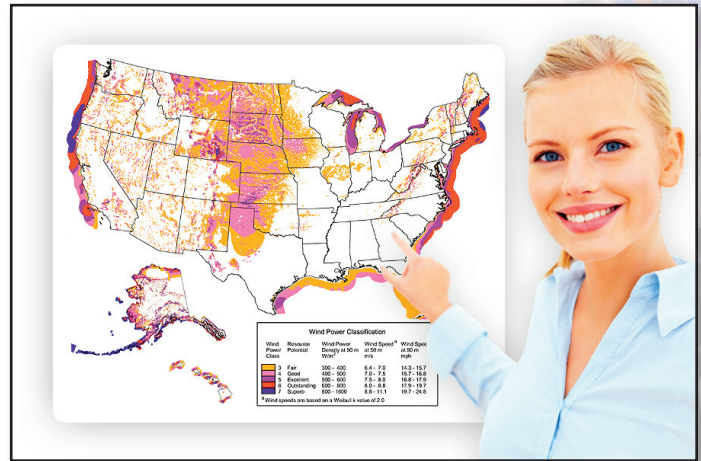 Wind Power Classification
Wind Power Class Resource Potential Wind Power Density at 50 m W/m² Wind Speedᵃ at 50 m m/s Wind Spee at 50 m mph
3 Fair 300 - 400 6.4 - 7.0 14.3 - 15.7
4 Good 400 - 500 7.0 - 7.5 15.7 - 16.8
5 Excellent 500 - 600 7.5 - 8.0 16.8 - 17.9
6 Outstanding 600 - 800 8.0 - 8.8 17.9 - 19.7
7 Superb 800 - 1600 8.8 - 11.1 19.7 - 24.8
ᵃ Wind speeds are based on a Weibull k value of 2.0